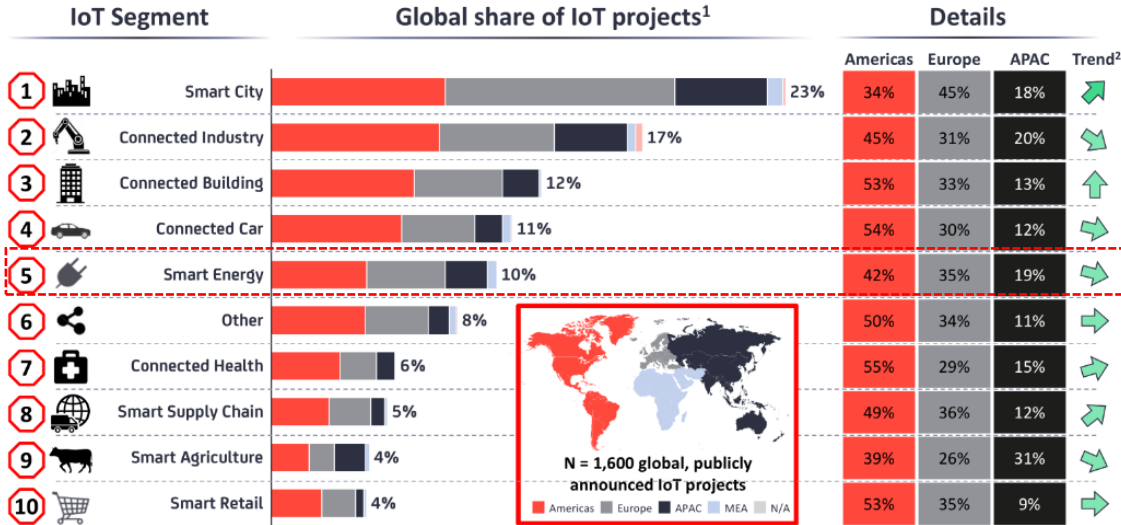 IoT Segment Global share of IoT projects1 Details
Americas Europe APAC Trend2
1 Smart City 23% 34% 45% 18%
2 Connected Industry 17% 45% 31% 20%
3 Connected Building 12% 53% 33% 13%
4 Connected Car 11% 54% 30% 12%
5 Smart Energy 10% 42% 35% 19%
6 Other 8% 50% 34% 11%
7 Connected Health 6% 55% 29% 15%
8 Smart Supply Chain 5% 49% 36% 12%
9 Smart Agriculture 4% 39% 26% 31%
10 Smart Retail 4% 53% 35% 9%
N = 1,600 global, publicly
announced IoT projects
Americas Europe APAC MEA N/A